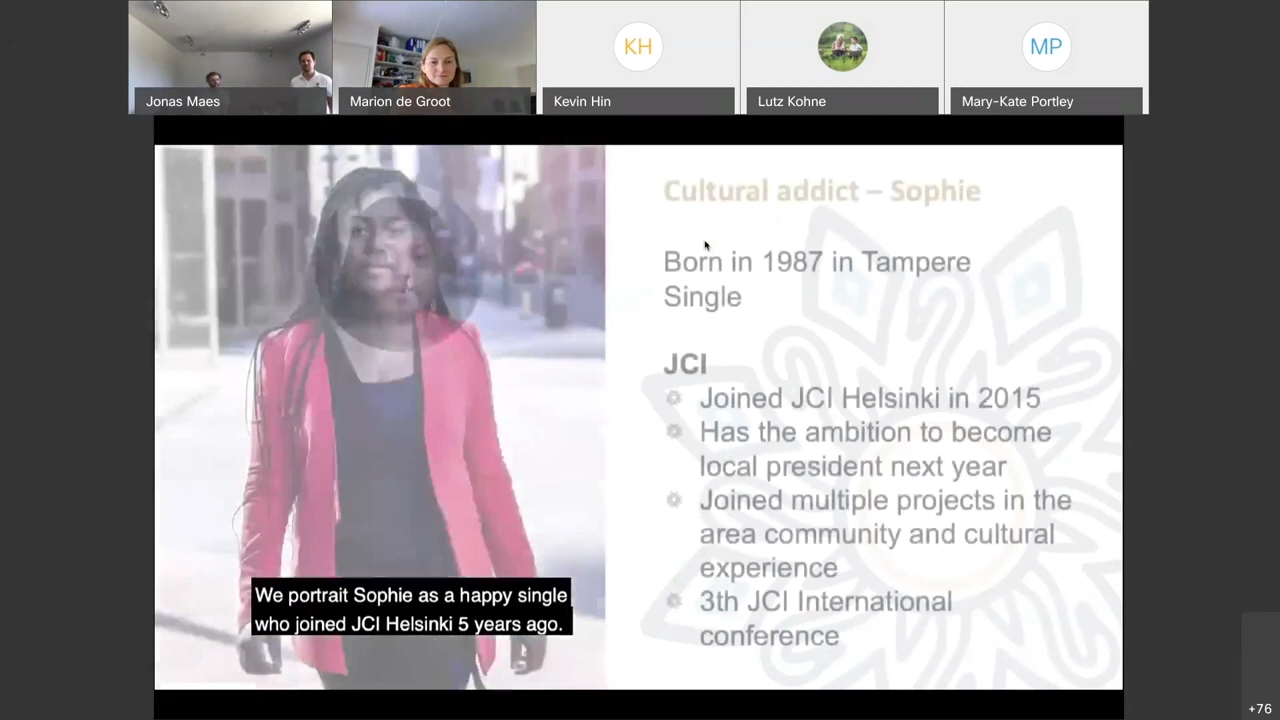 KH
MP
Jonas Maes
Marion de Groot
Kevin Hin
Lutz Kohne
Mary-Kate Portley
Cultural addict – Sophie
Born in 1987 in Tampere
Single
JCI
Joined JCI Helsinki in 2015
Has the ambition to become
local president next year
Joined multiple projects in the
area community and cultural
experience
3th JCI International
conference
We portrait Sophie as a happy single
who joined JCI Helsinki 5 years ago.
+76